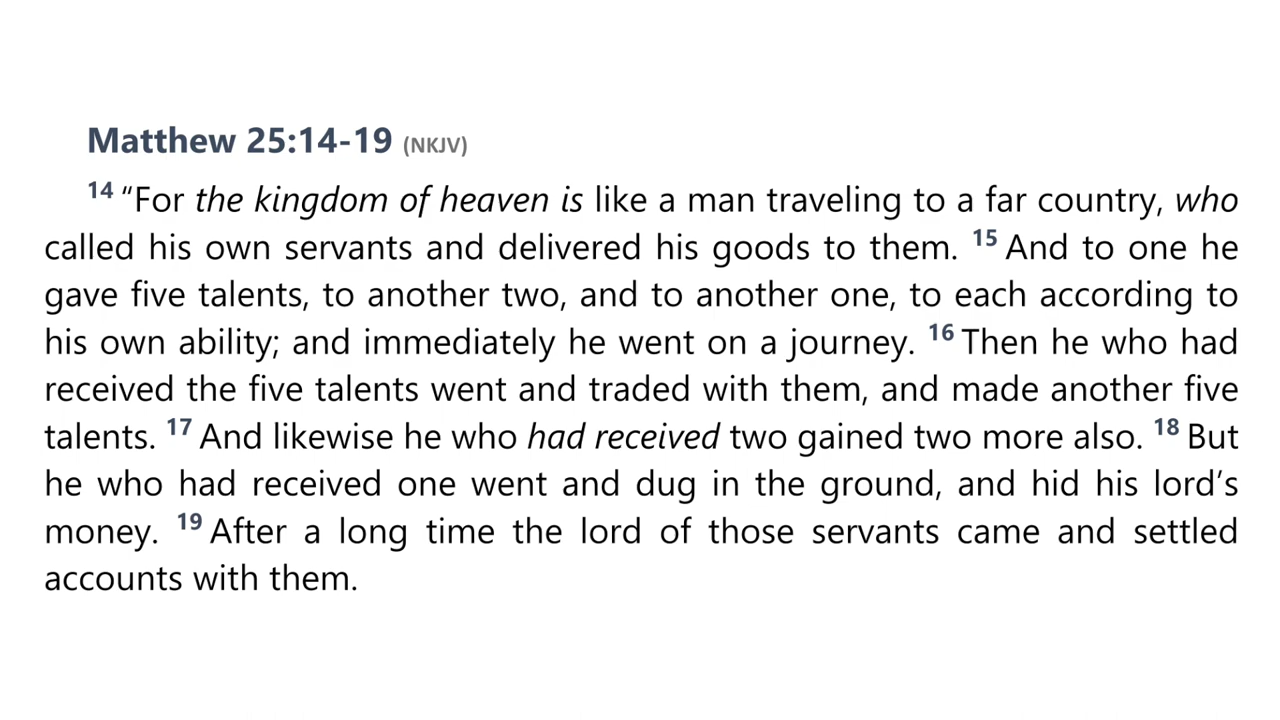 Matthew 25:14-19 (NKJV)
14 “For the kingdom of heaven is like a man traveling to a far country, who
called his own servants and delivered his goods to them. 15 And to one he
gave five talents, to another two, and to another one, to each according to
his own ability; and immediately he went on a journey. 16 Then he who had
received the five talents went and traded with them, and made another five
talents. 17 And likewise he who had received two gained two more also. 18 But
he who had received one went and dug in the ground, and hid his lord’s
money. 19 After a long time the lord of those servants came and settled
accounts with them.